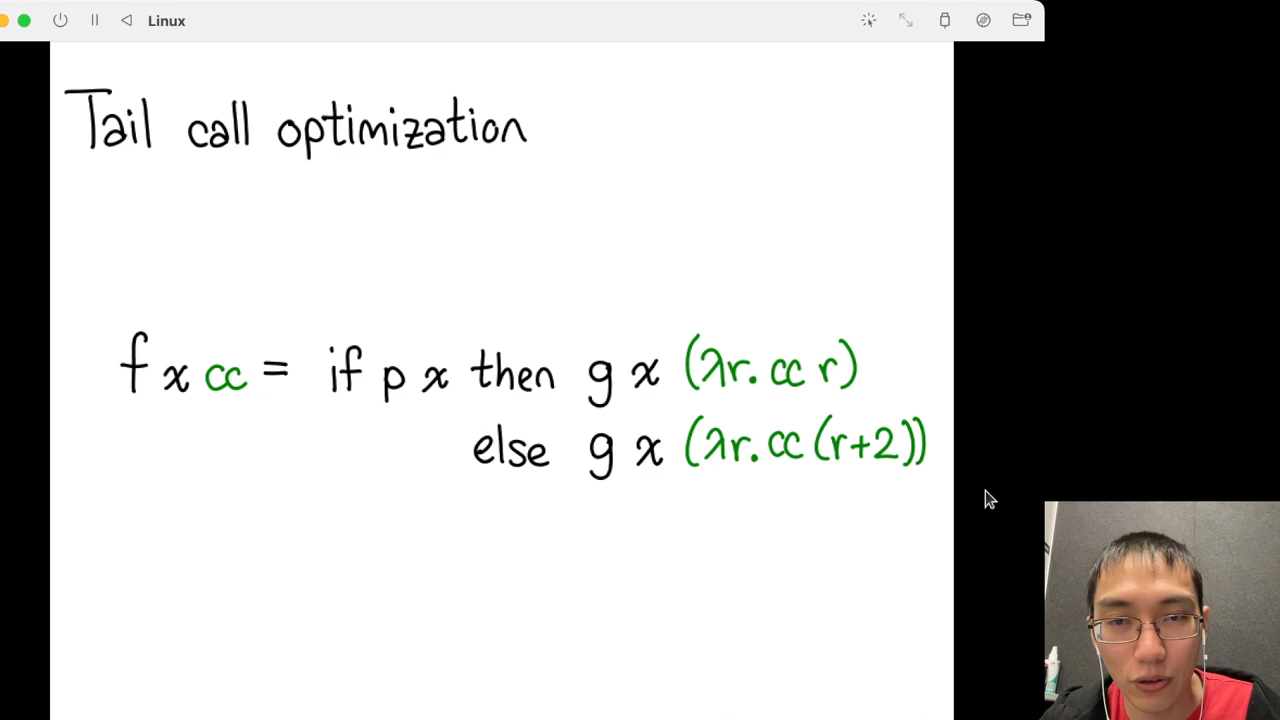 Linux
Tail call optimization
f x cc = if p x then g x (λr. cc r)
else g x (λr. cc (r+2))